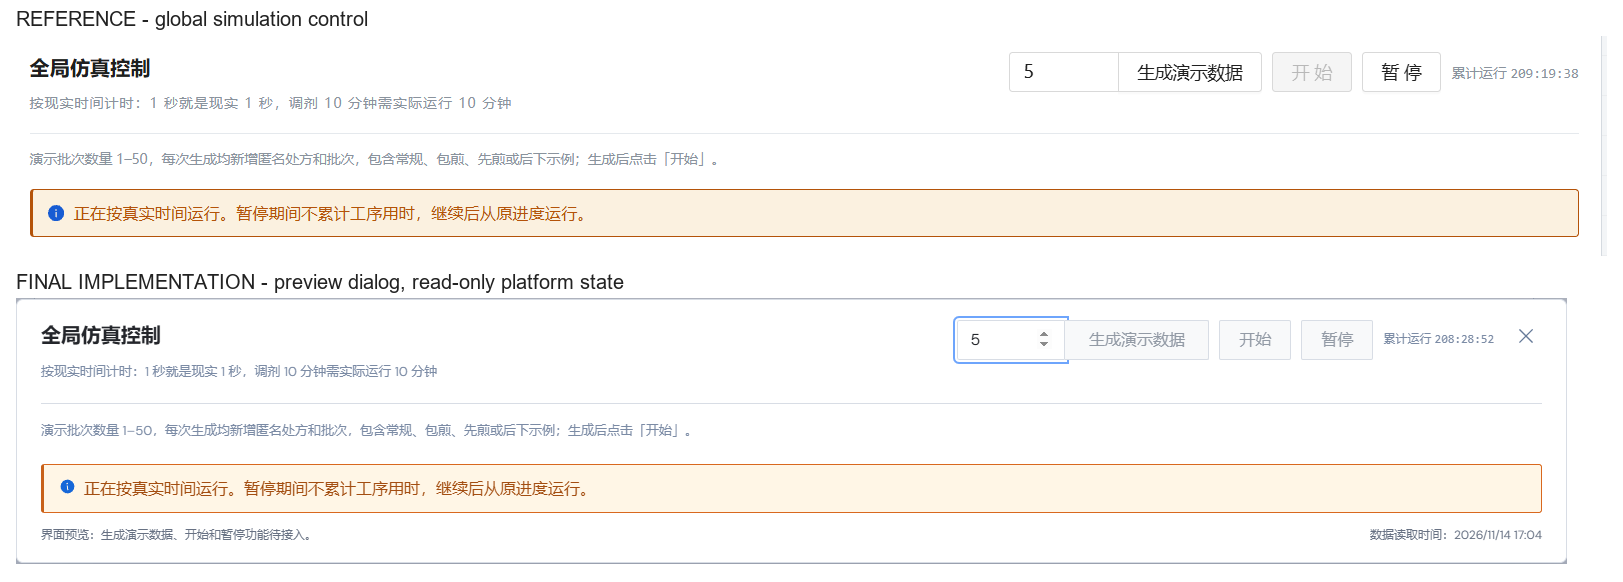 REFERENCE - global simulation control
全局仿真控制
5 生成演示数据 开 始 暂 停 累计运行 209:19:38
按现实时间计时：1 秒就是现实 1 秒，调剂 10 分钟需实际运行 10 分钟
演示批次数量 1–50，每次生成均新增匿名处方和批次，包含常规、包煎、先煎或后下示例；生成后点击「开始」。
正在按真实时间运行。暂停期间不累计工序用时，继续后从原进度运行。
FINAL IMPLEMENTATION - preview dialog, read-only platform state
全局仿真控制
5 生成演示数据 开始 暂停 累计运行 208:28:52
按现实时间计时：1 秒就是现实 1 秒，调剂 10 分钟需实际运行 10 分钟
演示批次数量 1–50，每次生成均新增匿名处方和批次，包含常规、包煎、先煎或后下示例；生成后点击「开始」。
正在按真实时间运行。暂停期间不累计工序用时，继续后从原进度运行。
界面预览：生成演示数据、开始和暂停功能待接入。 数据读取时间：2026/11/14 17:04